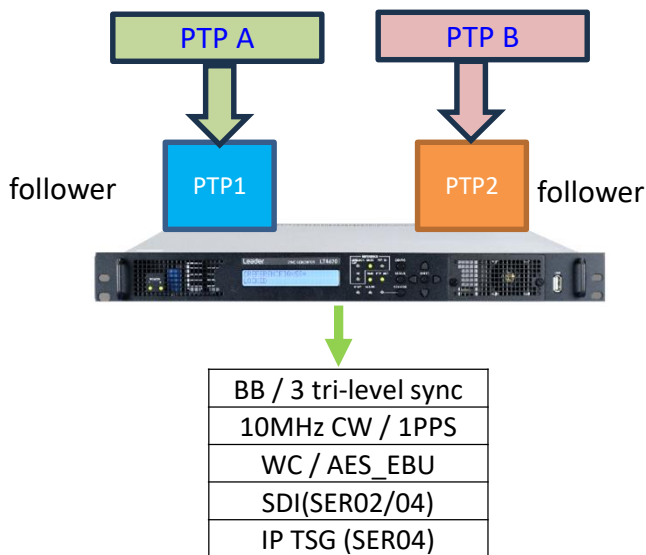 PTP A
PTP B
follower
PTP1
PTP2
follower
Leader
LT4670
BB / 3 tri-level sync
10MHz CW / 1PPS
WC / AES_EBU
SDI(SER02/04)
IP TSG (SER04)